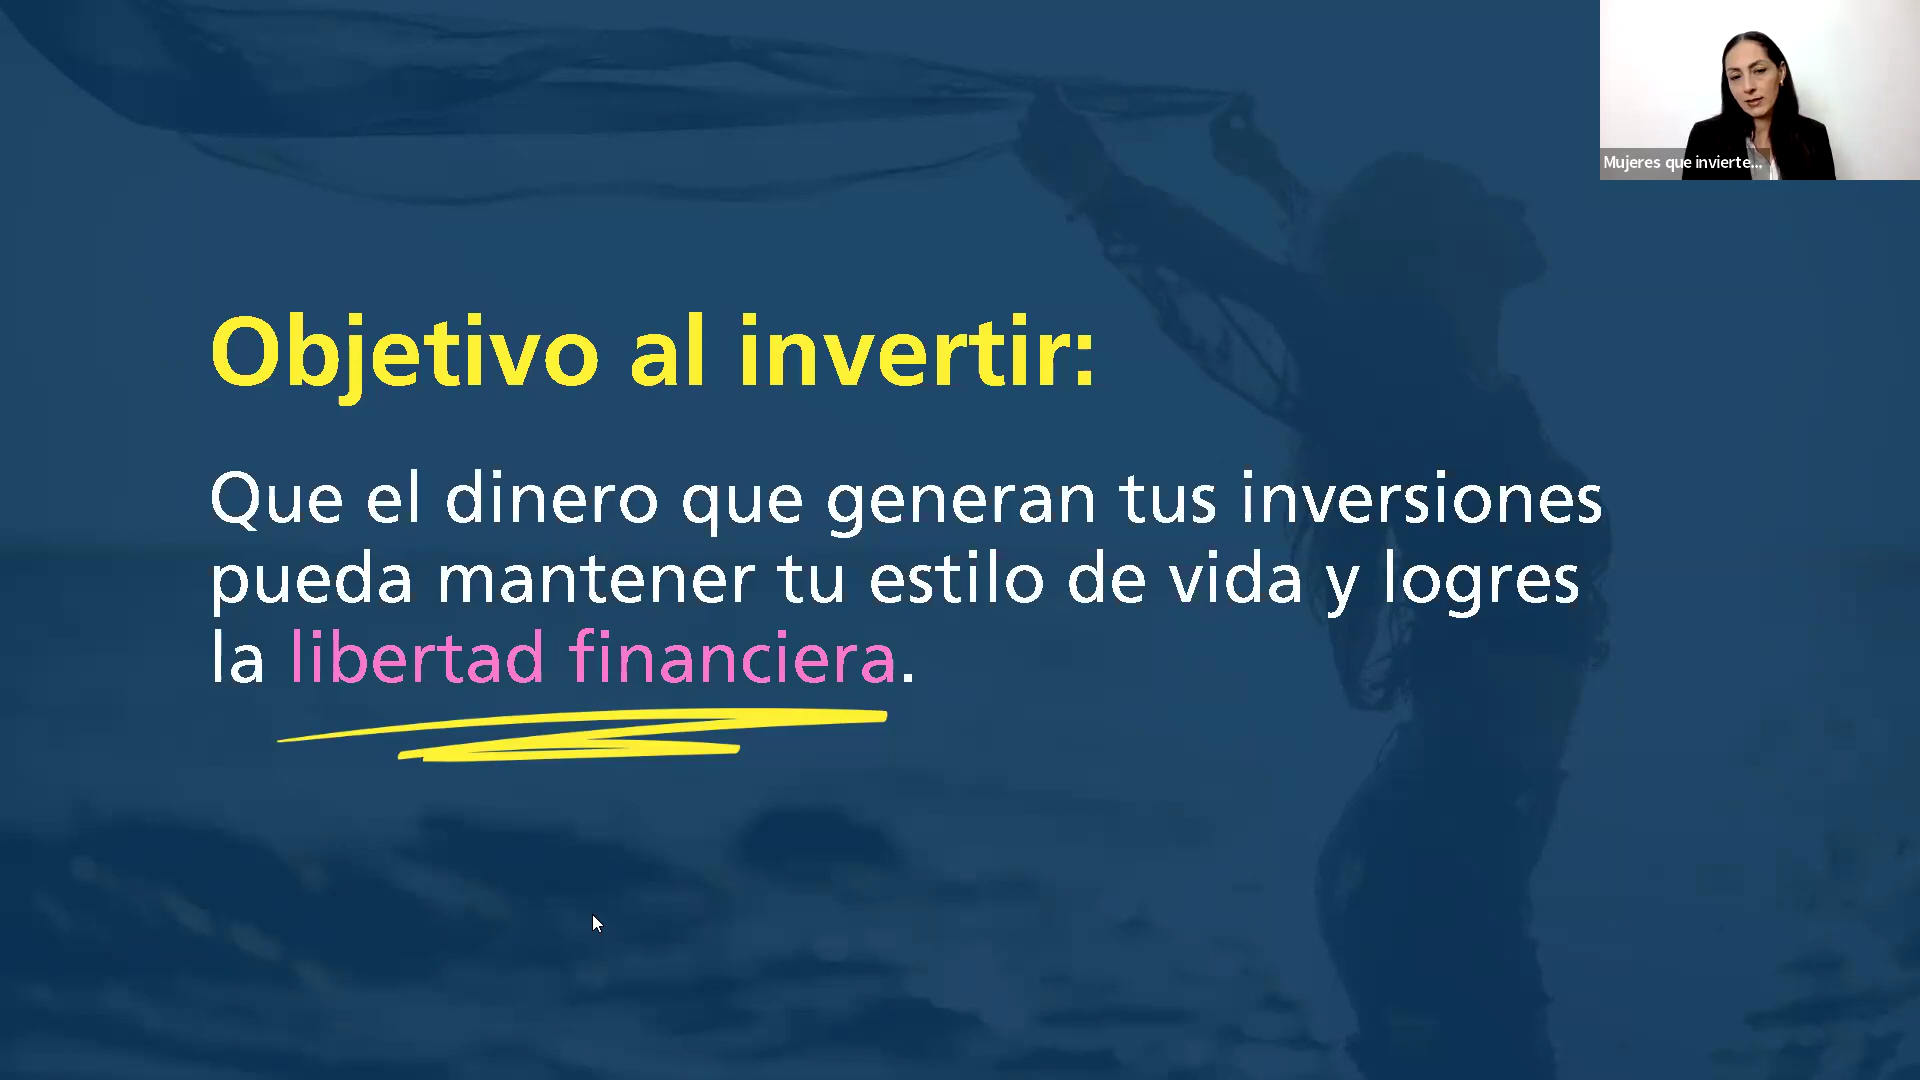 Mujeres que invierte...
Objetivo al invertir:
Que el dinero que generan tus inversiones
pueda mantener tu estilo de vida y logres
la libertad financiera.